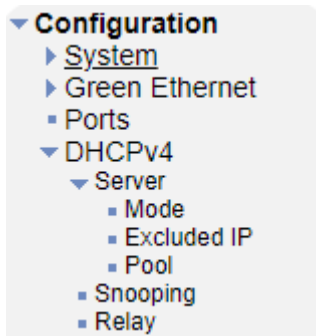 Configuration
System
Green Ethernet
Ports
DHCPv4
Server
Mode
Excluded IP
Pool
Snooping
Relay